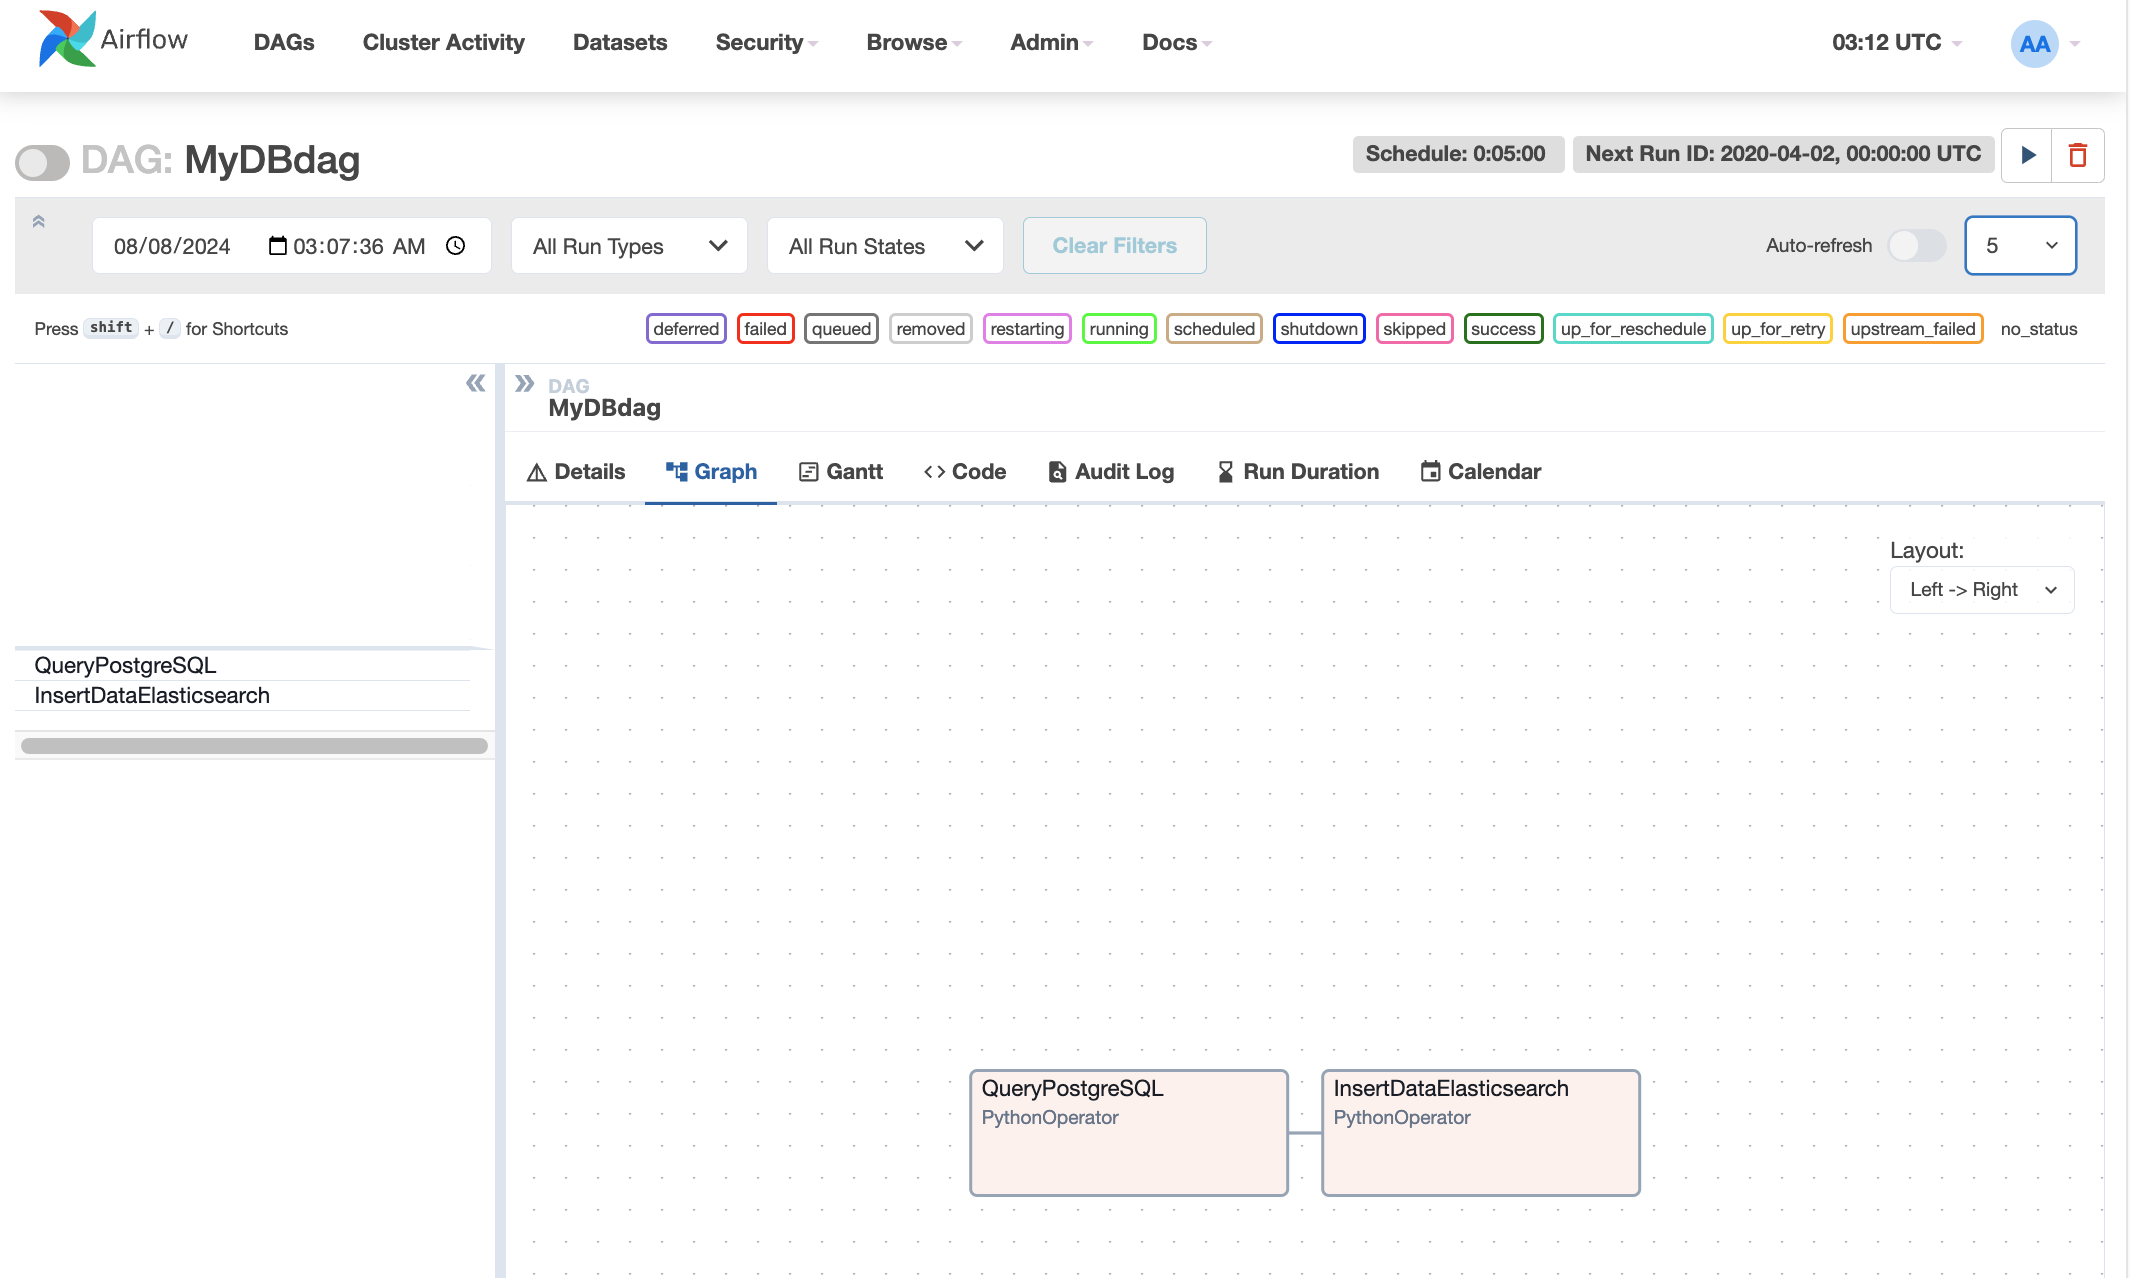 Airflow DAGs Cluster Activity Datasets Security Browse Admin Docs 03:12 UTC AA
DAG: MyDBdag Schedule: 0:05:00 Next Run ID: 2020-04-02, 00:00:00 UTC
08/08/2024 03:07:36 AM All Run Types All Run States Clear Filters Auto-refresh 5
Press shift + / for Shortcuts deferred failed queued removed restarting running scheduled shutdown skipped success up_for_reschedule up_for_retry upstream_failed no_status
DAG
MyDBdag
Details Graph Gantt Code Audit Log Run Duration Calendar
Layout:
Left -> Right
QueryPostgreSQL
InsertDataElasticsearch
QueryPostgreSQL
PythonOperator
InsertDataElasticsearch
PythonOperator